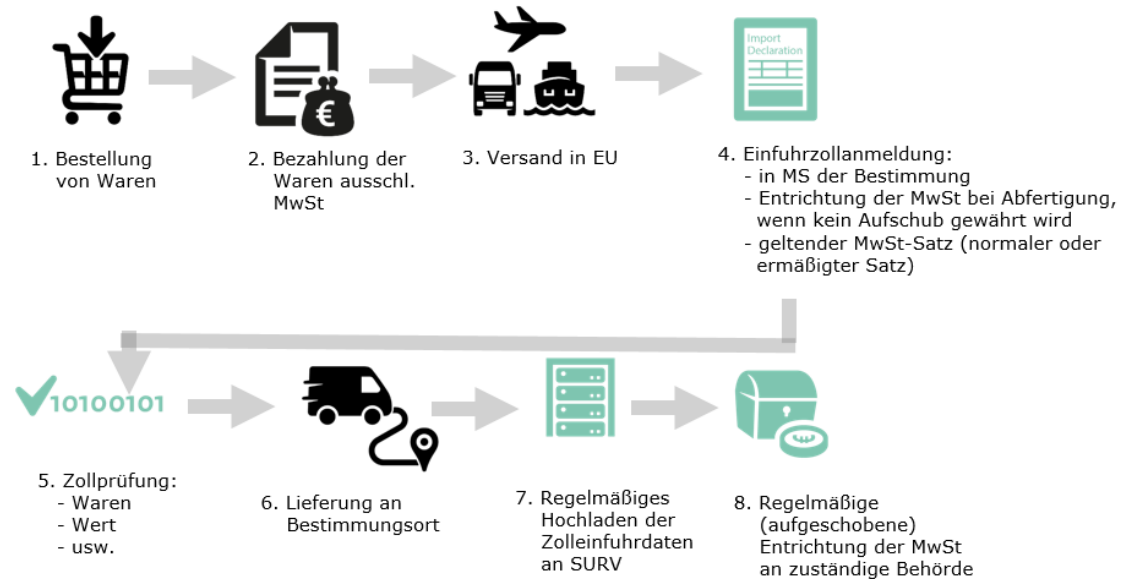 Import
Declaration
1. Bestellung
von Waren
2. Bezahlung der
Waren ausschl.
MwSt
€
3. Versand in EU
4. Einfuhrzollanmeldung:
- in MS der Bestimmung
- Entrichtung der MwSt bei Abfertigung,
wenn kein Aufschub gewährt wird
- geltender MwSt-Satz (normaler oder
ermäßigter Satz)
10100101
5. Zollprüfung:
- Waren
- Wert
- usw.
6. Lieferung an
Bestimmungsort
7. Regelmäßiges
Hochladen der
Zolleinfuhrdaten
an SURV
8. Regelmäßige
(aufgeschobene)
Entrichtung der MwSt
an zuständige Behörde